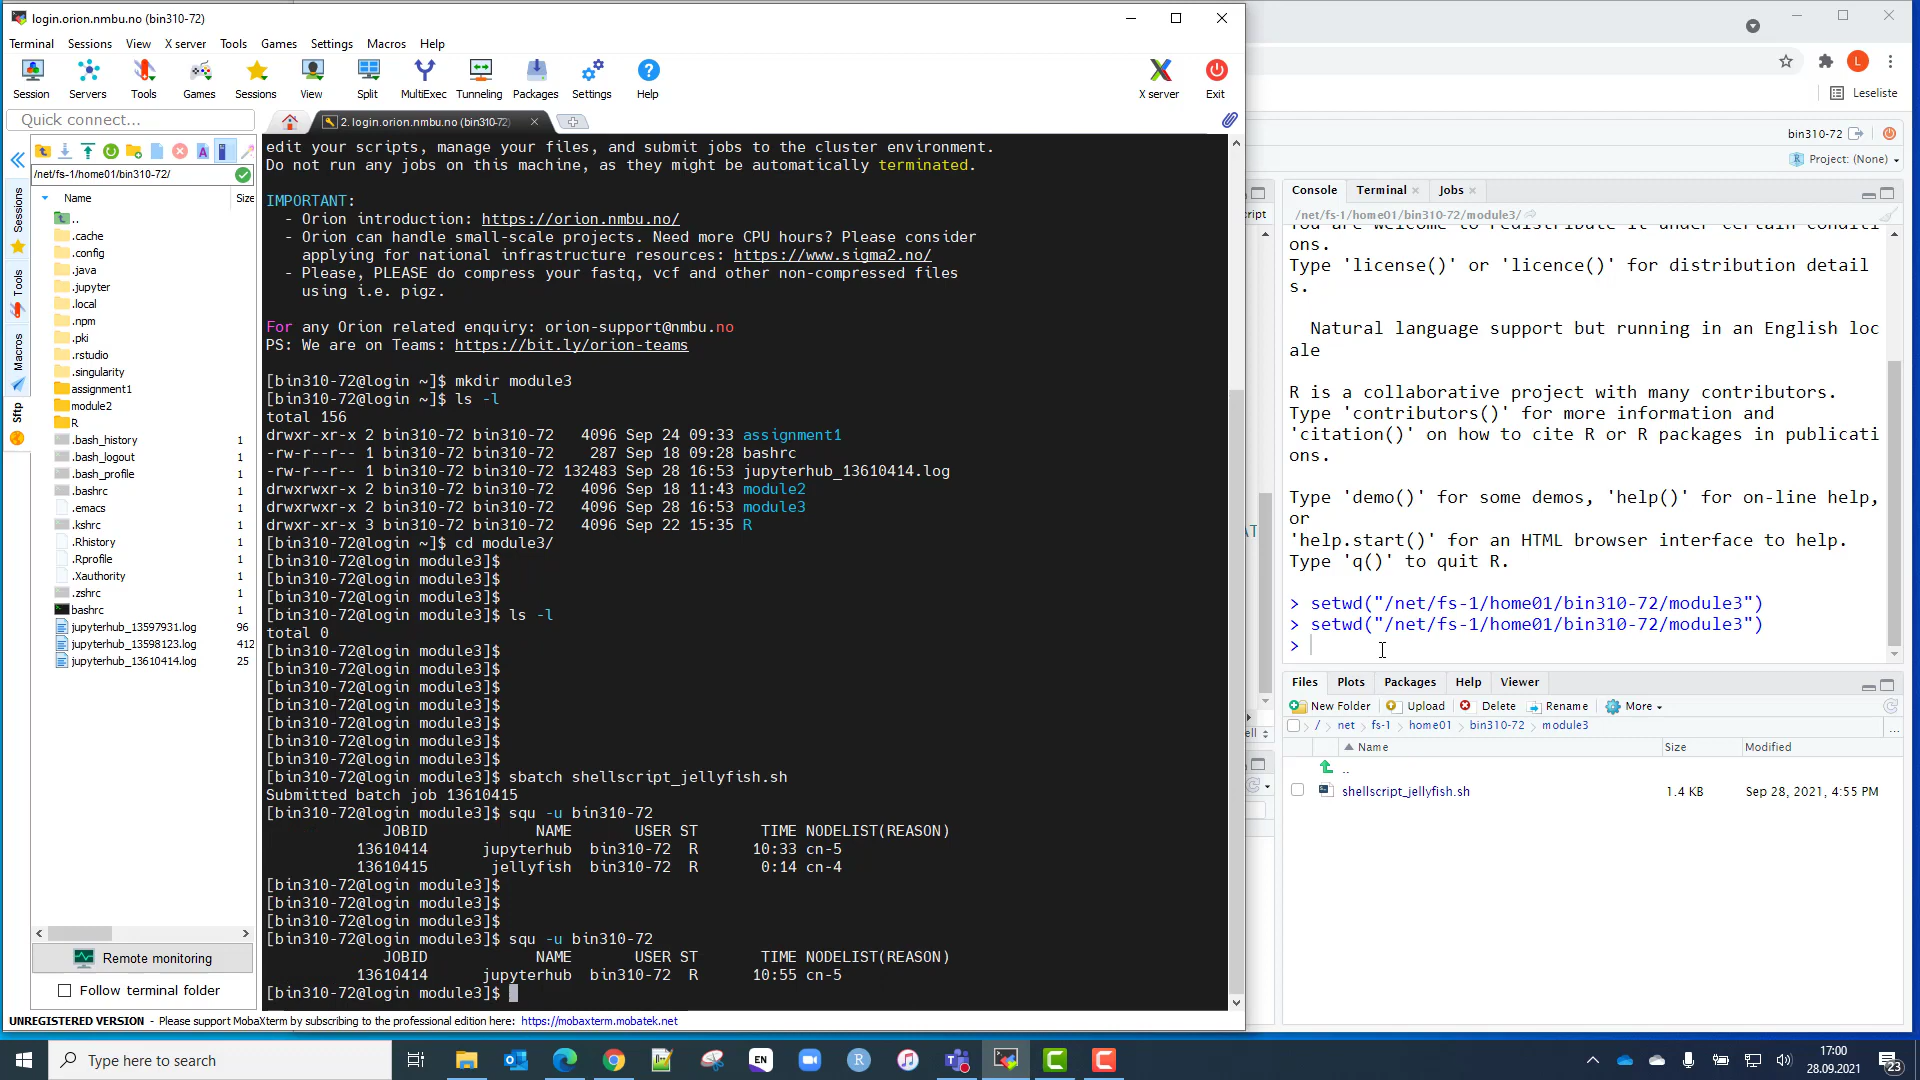 login.orion.nmbu.no (bin310-72)
Terminal Sessions View X server Tools Games Settings Macros Help
Session Servers Tools Games Sessions View Split MultiExec Tunneling Packages Settings Help X server Exit
Quick connect...
2. login.orion.nmbu.no (bin310-72)
/net/fs-1/home01/bin310-72/
Name Size
..
.cache
.config
.java
.jupyter
.local
.npm
.pki
.rstudio
.singularity
assignment1
module2
R
.bash_history 1
.bash_logout 1
.bash_profile 1
.bashrc 1
.emacs 1
.kshrc 1
.Rhistory 1
.Rprofile 1
.Xauthority 1
.zshrc 1
bashrc 1
jupyterhub_13597931.log 96
jupyterhub_13598123.log 412
jupyterhub_13610414.log 25
Remote monitoring
Follow terminal folder
Sessions
Tools
Macros
Sftp
edit your scripts, manage your files, and submit jobs to the cluster environment.
Do not run any jobs on this machine, as they might be automatically terminated.
IMPORTANT:
- Orion introduction: https://orion.nmbu.no/
- Orion can handle small-scale projects. Need more CPU hours? Please consider
applying for national infrastructure resources: https://www.sigma2.no/
- Please, PLEASE do compress your fastq, vcf and other non-compressed files
using i.e. pigz.
For any Orion related enquiry: orion-support@nmbu.no
PS: We are on Teams: https://bit.ly/orion-teams
[bin310-72@login ~]$ mkdir module3
[bin310-72@login ~]$ ls -l
total 156
drwxr-xr-x 2 bin310-72 bin310-72 4096 Sep 24 09:33 assignment1
-rw-r--r-- 1 bin310-72 bin310-72 287 Sep 18 09:28 bashrc
-rw-r--r-- 1 bin310-72 bin310-72 132483 Sep 28 16:53 jupyterhub_13610414.log
drwxrwxr-x 2 bin310-72 bin310-72 4096 Sep 18 11:43 module2
drwxrwxr-x 2 bin310-72 bin310-72 4096 Sep 28 16:53 module3
drwxr-xr-x 3 bin310-72 bin310-72 4096 Sep 22 15:35 R
[bin310-72@login ~]$ cd module3/
[bin310-72@login module3]$
[bin310-72@login module3]$
[bin310-72@login module3]$
[bin310-72@login module3]$ ls -l
total 0
[bin310-72@login module3]$
[bin310-72@login module3]$
[bin310-72@login module3]$
[bin310-72@login module3]$
[bin310-72@login module3]$
[bin310-72@login module3]$
[bin310-72@login module3]$
[bin310-72@login module3]$ sbatch shellscript_jellyfish.sh
Submitted batch job 13610415
[bin310-72@login module3]$ squ -u bin310-72
JOBID NAME USER ST TIME NODELIST(REASON)
13610414 jupyterhub bin310-72 R 10:33 cn-5
13610415 jellyfish bin310-72 R 0:14 cn-4
[bin310-72@login module3]$
[bin310-72@login module3]$
[bin310-72@login module3]$
[bin310-72@login module3]$ squ -u bin310-72
JOBID NAME USER ST TIME NODELIST(REASON)
13610414 jupyterhub bin310-72 R 10:55 cn-5
[bin310-72@login module3]$
UNREGISTERED VERSION - Please support MobaXterm by subscribing to the professional edition here: https://mobaxterm.mobatek.net
L
Leseliste
bin310-72
Project: (None)
Console Terminal Jobs
/net/fs-1/home01/bin310-72/module3/
You are welcome to redistribute it under certain conditi
ons.
Type 'license()' or 'licence()' for distribution detail
s.
Natural language support but running in an English loc
ale
R is a collaborative project with many contributors.
Type 'contributors()' for more information and
'citation()' on how to cite R or R packages in publicati
ons.
Type 'demo()' for some demos, 'help()' for on-line help,
or
'help.start()' for an HTML browser interface to help.
Type 'q()' to quit R.
> setwd("/net/fs-1/home01/bin310-72/module3")
> setwd("/net/fs-1/home01/bin310-72/module3")
>
cript
AT
ell
Files Plots Packages Help Viewer
New Folder Upload Delete Rename More
/ net fs-1 home01 bin310-72 module3 ...
Name Size Modified
..
shellscript_jellyfish.sh 1.4 KB Sep 28, 2021, 4:55 PM
Type here to search
EN
R
17:00
28.09.2021
23